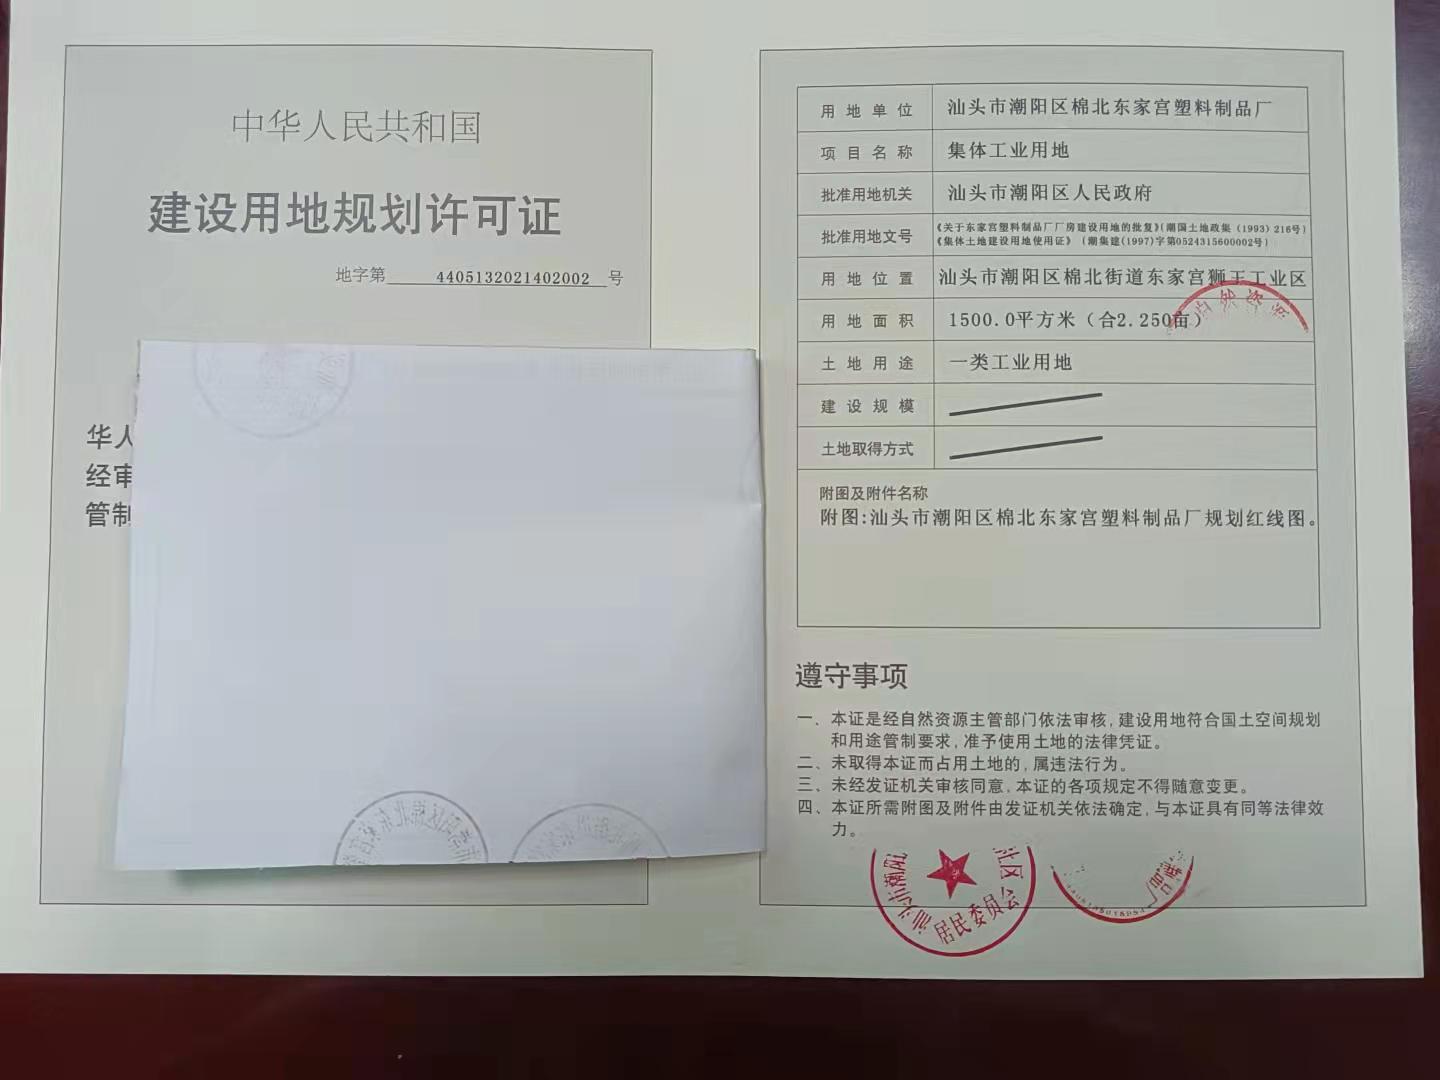 中华人民共和国
建设用地规划许可证
地字第 4405132021402002 号
华人
经审
管制
用地单位 汕头市潮阳区棉北东家宫塑料制品厂
项目名称 集体工业用地
批准用地机关 汕头市潮阳区人民政府
批准用地文号 《关于东家宫塑料制品厂厂房建设用地的批复》(潮国土地政集（1993）216号)
《集体土地建设用地使用证》（潮集建(1997)字第0524315600002号）
用地位置 汕头市潮阳区棉北街道东家宫狮王工业区
用地面积 1500.0平方米（合2.250亩）
自然资源
土地用途 一类工业用地
建设规模
土地取得方式
附图及附件名称
附图:汕头市潮阳区棉北东家宫塑料制品厂规划红线图。
遵守事项
一、本证是经自然资源主管部门依法审核,建设用地符合国土空间规划
和用途管制要求,准予使用土地的法律凭证。
二、未取得本证而占用土地的,属违法行为。
三、未经发证机关审核同意,本证的各项规定不得随意变更。
四、本证所需附图及附件由发证机关依法确定,与本证具有同等法律效
力。
汕头市潮阳
社区
居民委员会